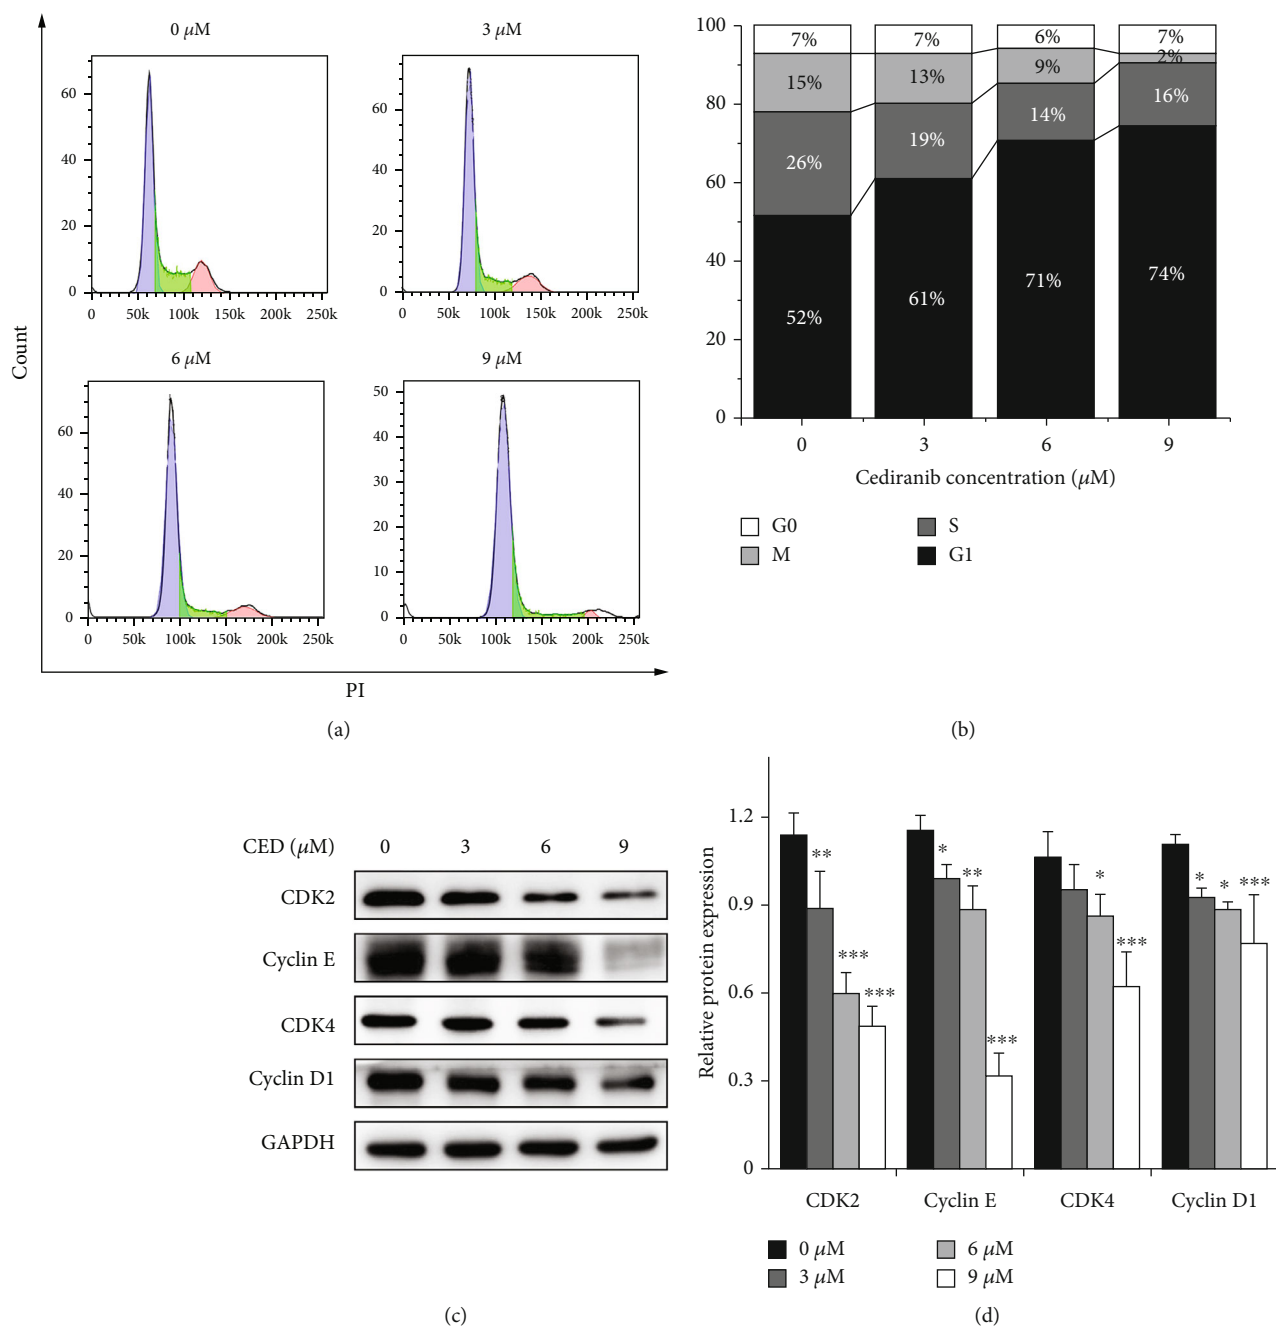 0 μM
3 μM
60
40
20
0
60
40
20
0
0 50k 100k 150k 200k 250k
0 50k 100k 150k 200k 250k
6 μM
9 μM
60
40
20
0
50
40
30
20
10
0
0 50k 100k 150k 200k 250k
0 50k 100k 150k 200k 250k
Count
PI
(a)
100
80
60
40
20
0
7% 7% 6% 7%
15% 13% 9% 2%
26% 19% 14% 16%
52% 61% 71% 74%
0 3 6 9
Cediranib concentration (μM)
G0 S
M G1
(b)
CED (μM) 0 3 6 9
CDK2
Cyclin E
CDK4
Cyclin D1
GAPDH
(c)
Relative protein expression
1.2
0.9
0.6
0.3
0
** *** ***
* ** ***
* ***
* * ***
CDK2 Cyclin E CDK4 Cyclin D1
0 μM 6 μM
3 μM 9 μM
(d)